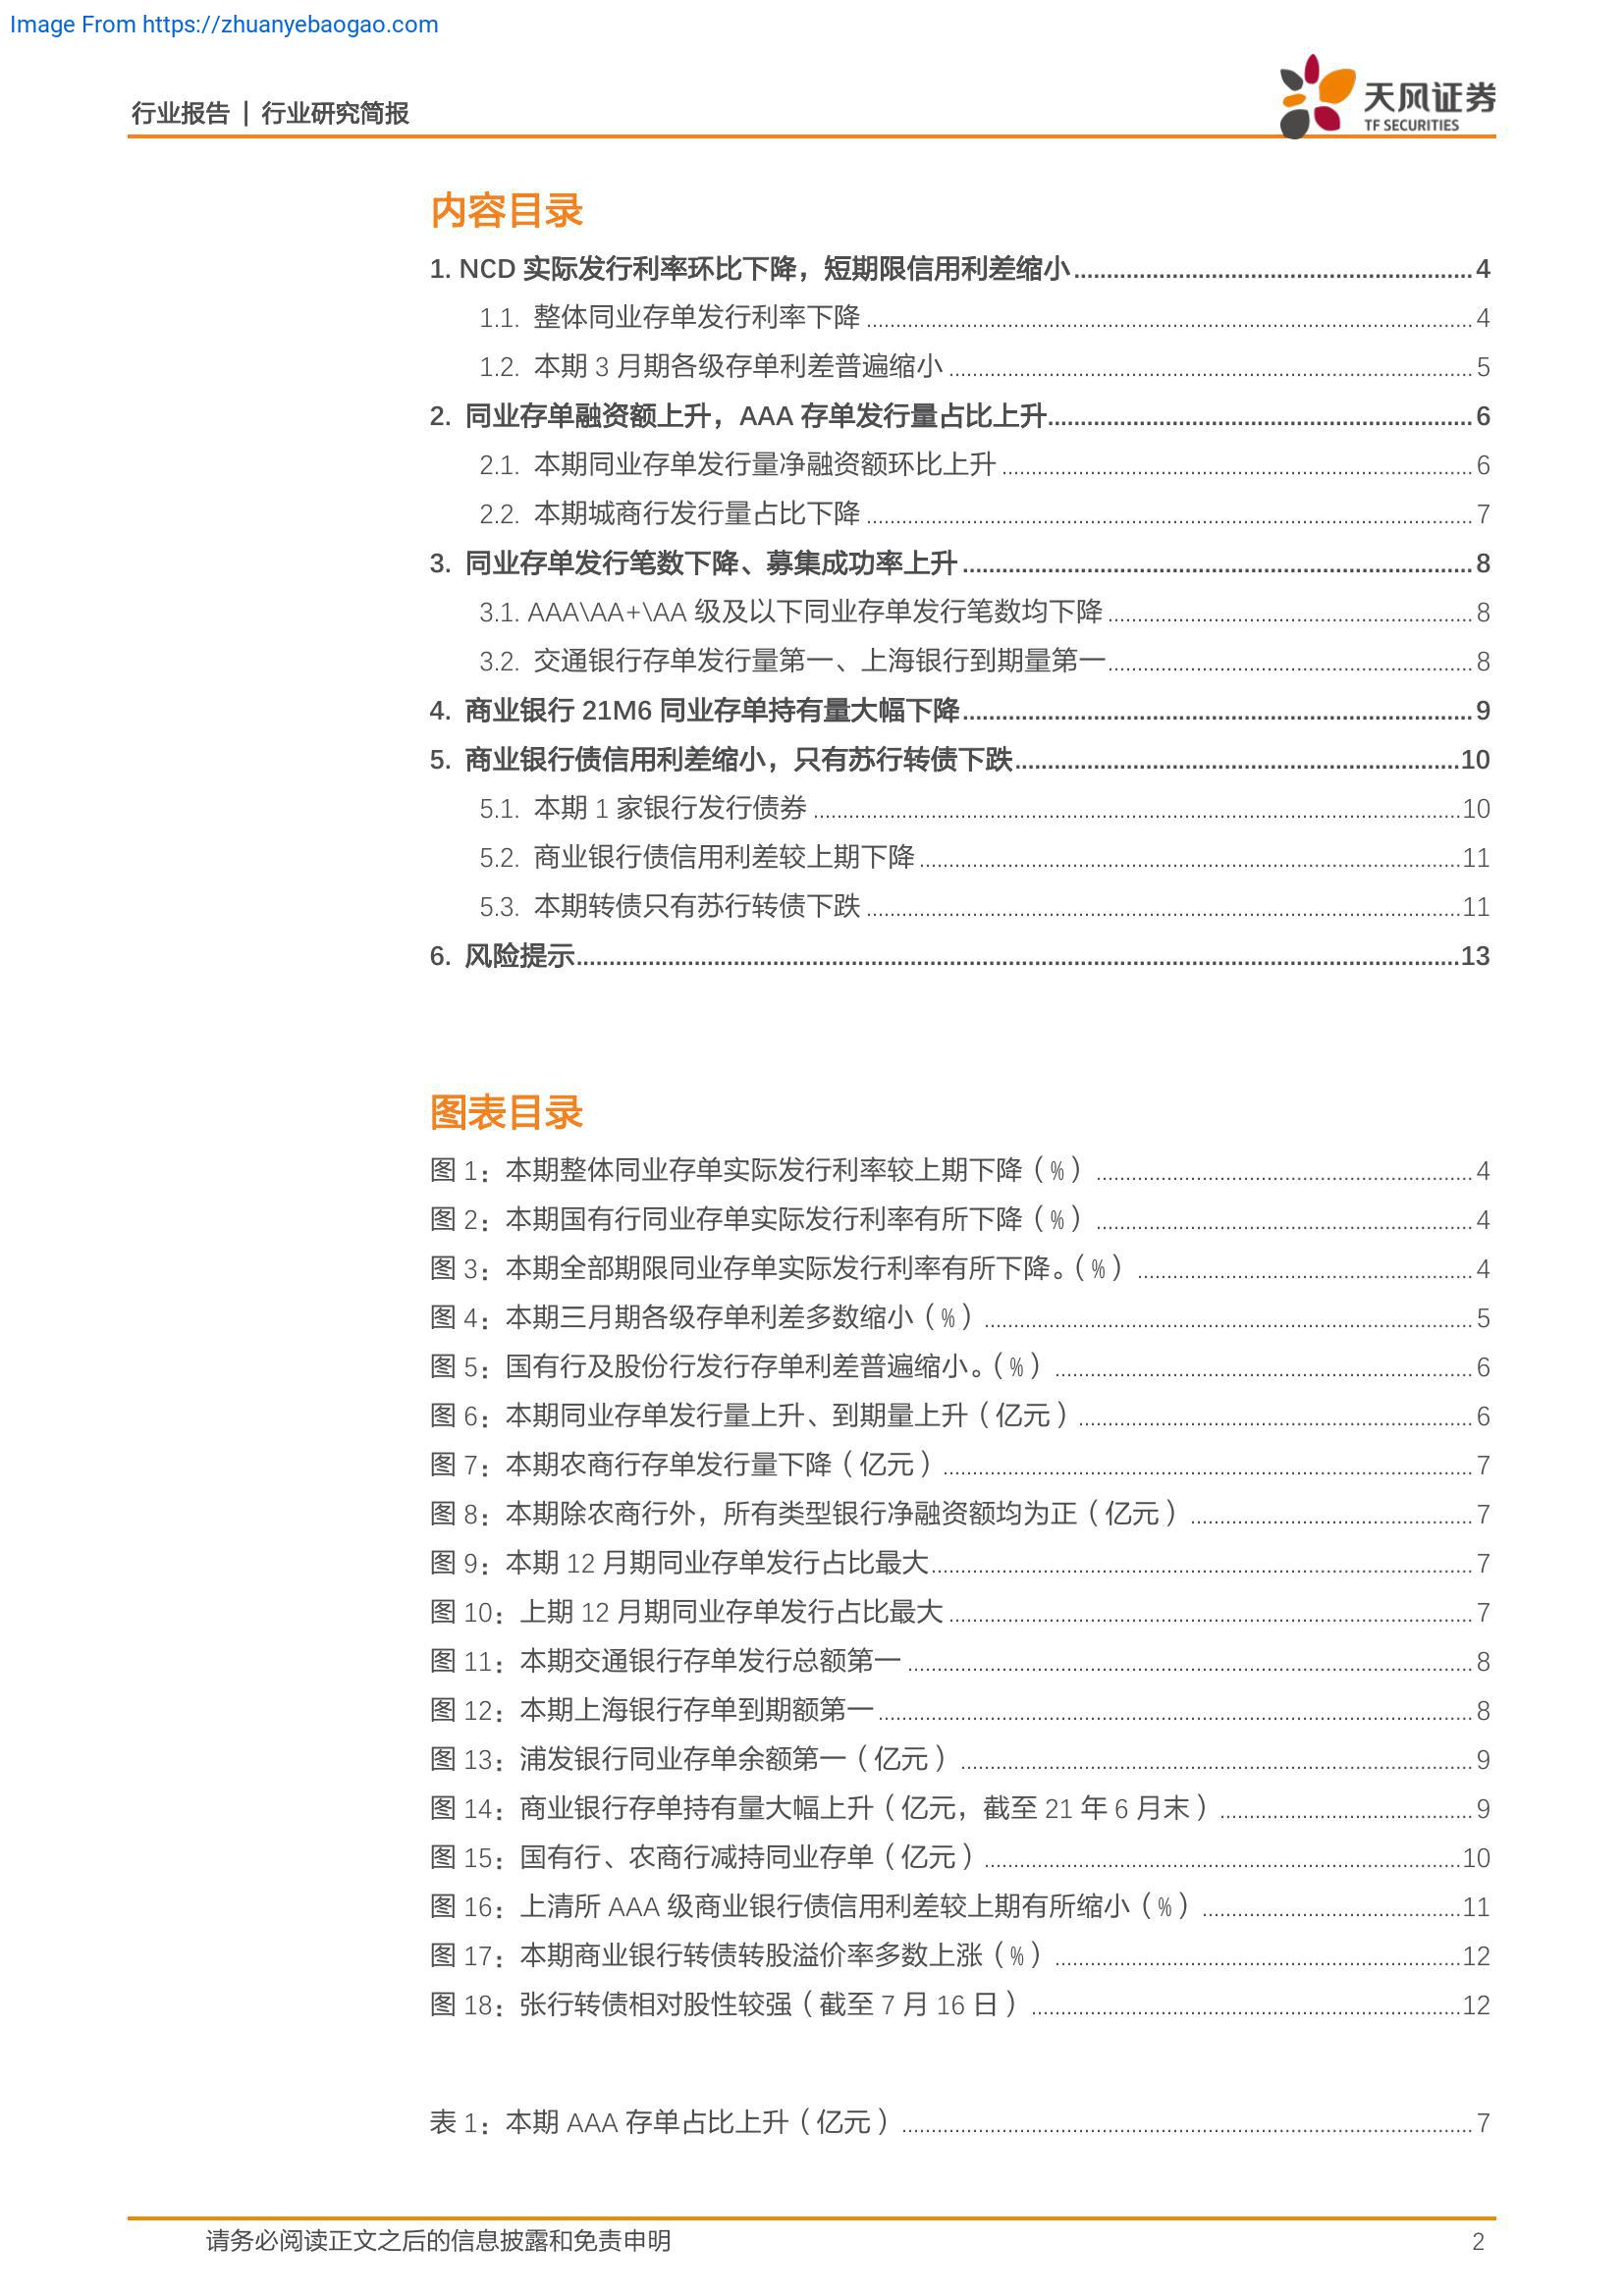 Image From https://zhuanyebaogao.com
行业报告 | 行业研究简报
天风证券
TF SECURITIES
内容目录
1. NCD 实际发行利率环比下降，短期限信用利差缩小 4
1.1. 整体同业存单发行利率下降 4
1.2. 本期 3 月期各级存单利差普遍缩小 5
2. 同业存单融资额上升，AAA 存单发行量占比上升 6
2.1. 本期同业存单发行量净融资额环比上升 6
2.2. 本期城商行发行量占比下降 7
3. 同业存单发行笔数下降、募集成功率上升 8
3.1. AAA\AA+\AA 级及以下同业存单发行笔数均下降 8
3.2. 交通银行存单发行量第一、上海银行到期量第一 8
4. 商业银行 21M6 同业存单持有量大幅下降 9
5. 商业银行债信用利差缩小，只有苏行转债下跌 10
5.1. 本期 1 家银行发行债券 10
5.2. 商业银行债信用利差较上期下降 11
5.3. 本期转债只有苏行转债下跌 11
6. 风险提示 13
图表目录
图 1：本期整体同业存单实际发行利率较上期下降（%） 4
图 2：本期国有行同业存单实际发行利率有所下降（%） 4
图 3：本期全部期限同业存单实际发行利率有所下降。（%） 4
图 4：本期三月期各级存单利差多数缩小（%） 5
图 5：国有行及股份行发行存单利差普遍缩小。（%） 6
图 6：本期同业存单发行量上升、到期量上升（亿元） 6
图 7：本期农商行存单发行量下降（亿元） 7
图 8：本期除农商行外，所有类型银行净融资额均为正（亿元） 7
图 9：本期 12 月期同业存单发行占比最大 7
图 10：上期 12 月期同业存单发行占比最大 7
图 11：本期交通银行存单发行总额第一 8
图 12：本期上海银行存单到期额第一 8
图 13：浦发银行同业存单余额第一（亿元） 9
图 14：商业银行存单持有量大幅上升（亿元，截至 21 年 6 月末） 9
图 15：国有行、农商行减持同业存单（亿元） 10
图 16：上清所 AAA 级商业银行债信用利差较上期有所缩小（%） 11
图 17：本期商业银行转债转股溢价率多数上涨（%） 12
图 18：张行转债相对股性较强（截至 7 月 16 日） 12
表 1：本期 AAA 存单占比上升（亿元） 7
请务必阅读正文之后的信息披露和免责申明 2